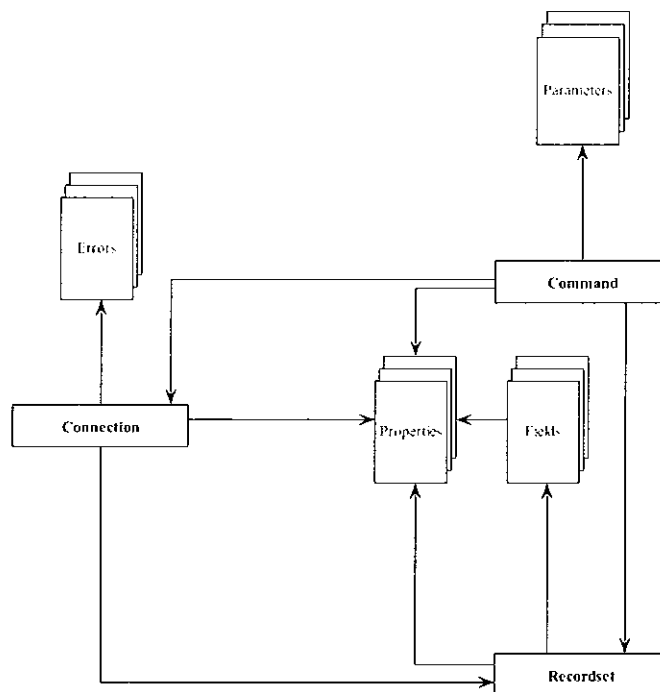 Parameters
Errors
Command
Connection
Properties
Fields
Recordset